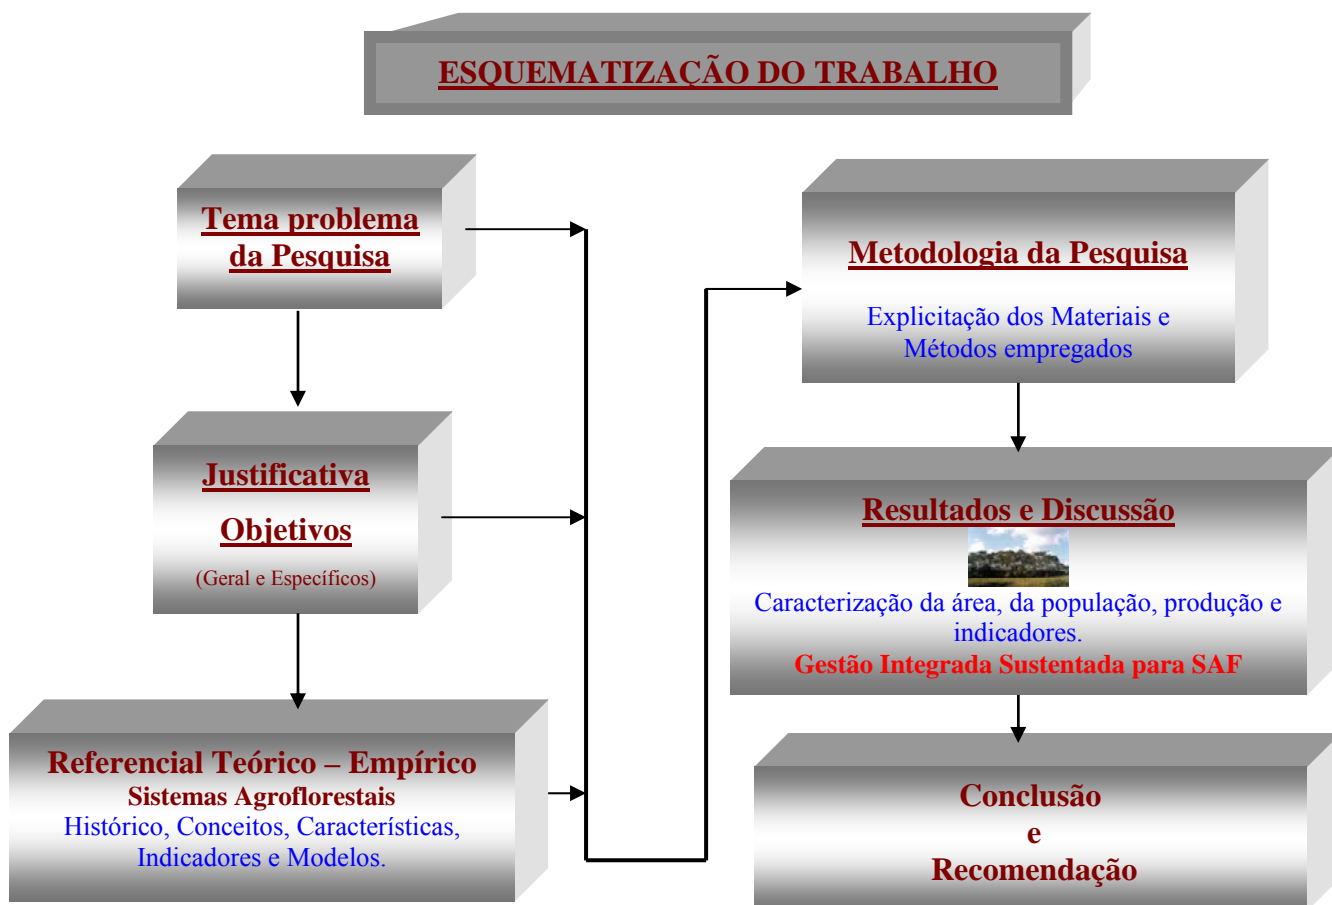 ESQUEMATIZAÇÃO DO TRABALHO
Tema problema
da Pesquisa
Justificativa
Objetivos
(Geral e Específicos)
Referencial Teórico – Empírico
Sistemas Agroflorestais
Histórico, Conceitos, Características,
Indicadores e Modelos.
Metodologia da Pesquisa
Explicitação dos Materiais e
Métodos empregados
Resultados e Discussão
Caracterização da área, da população, produção e
indicadores.
Gestão Integrada Sustentada para SAF
Conclusão
e
Recomendação